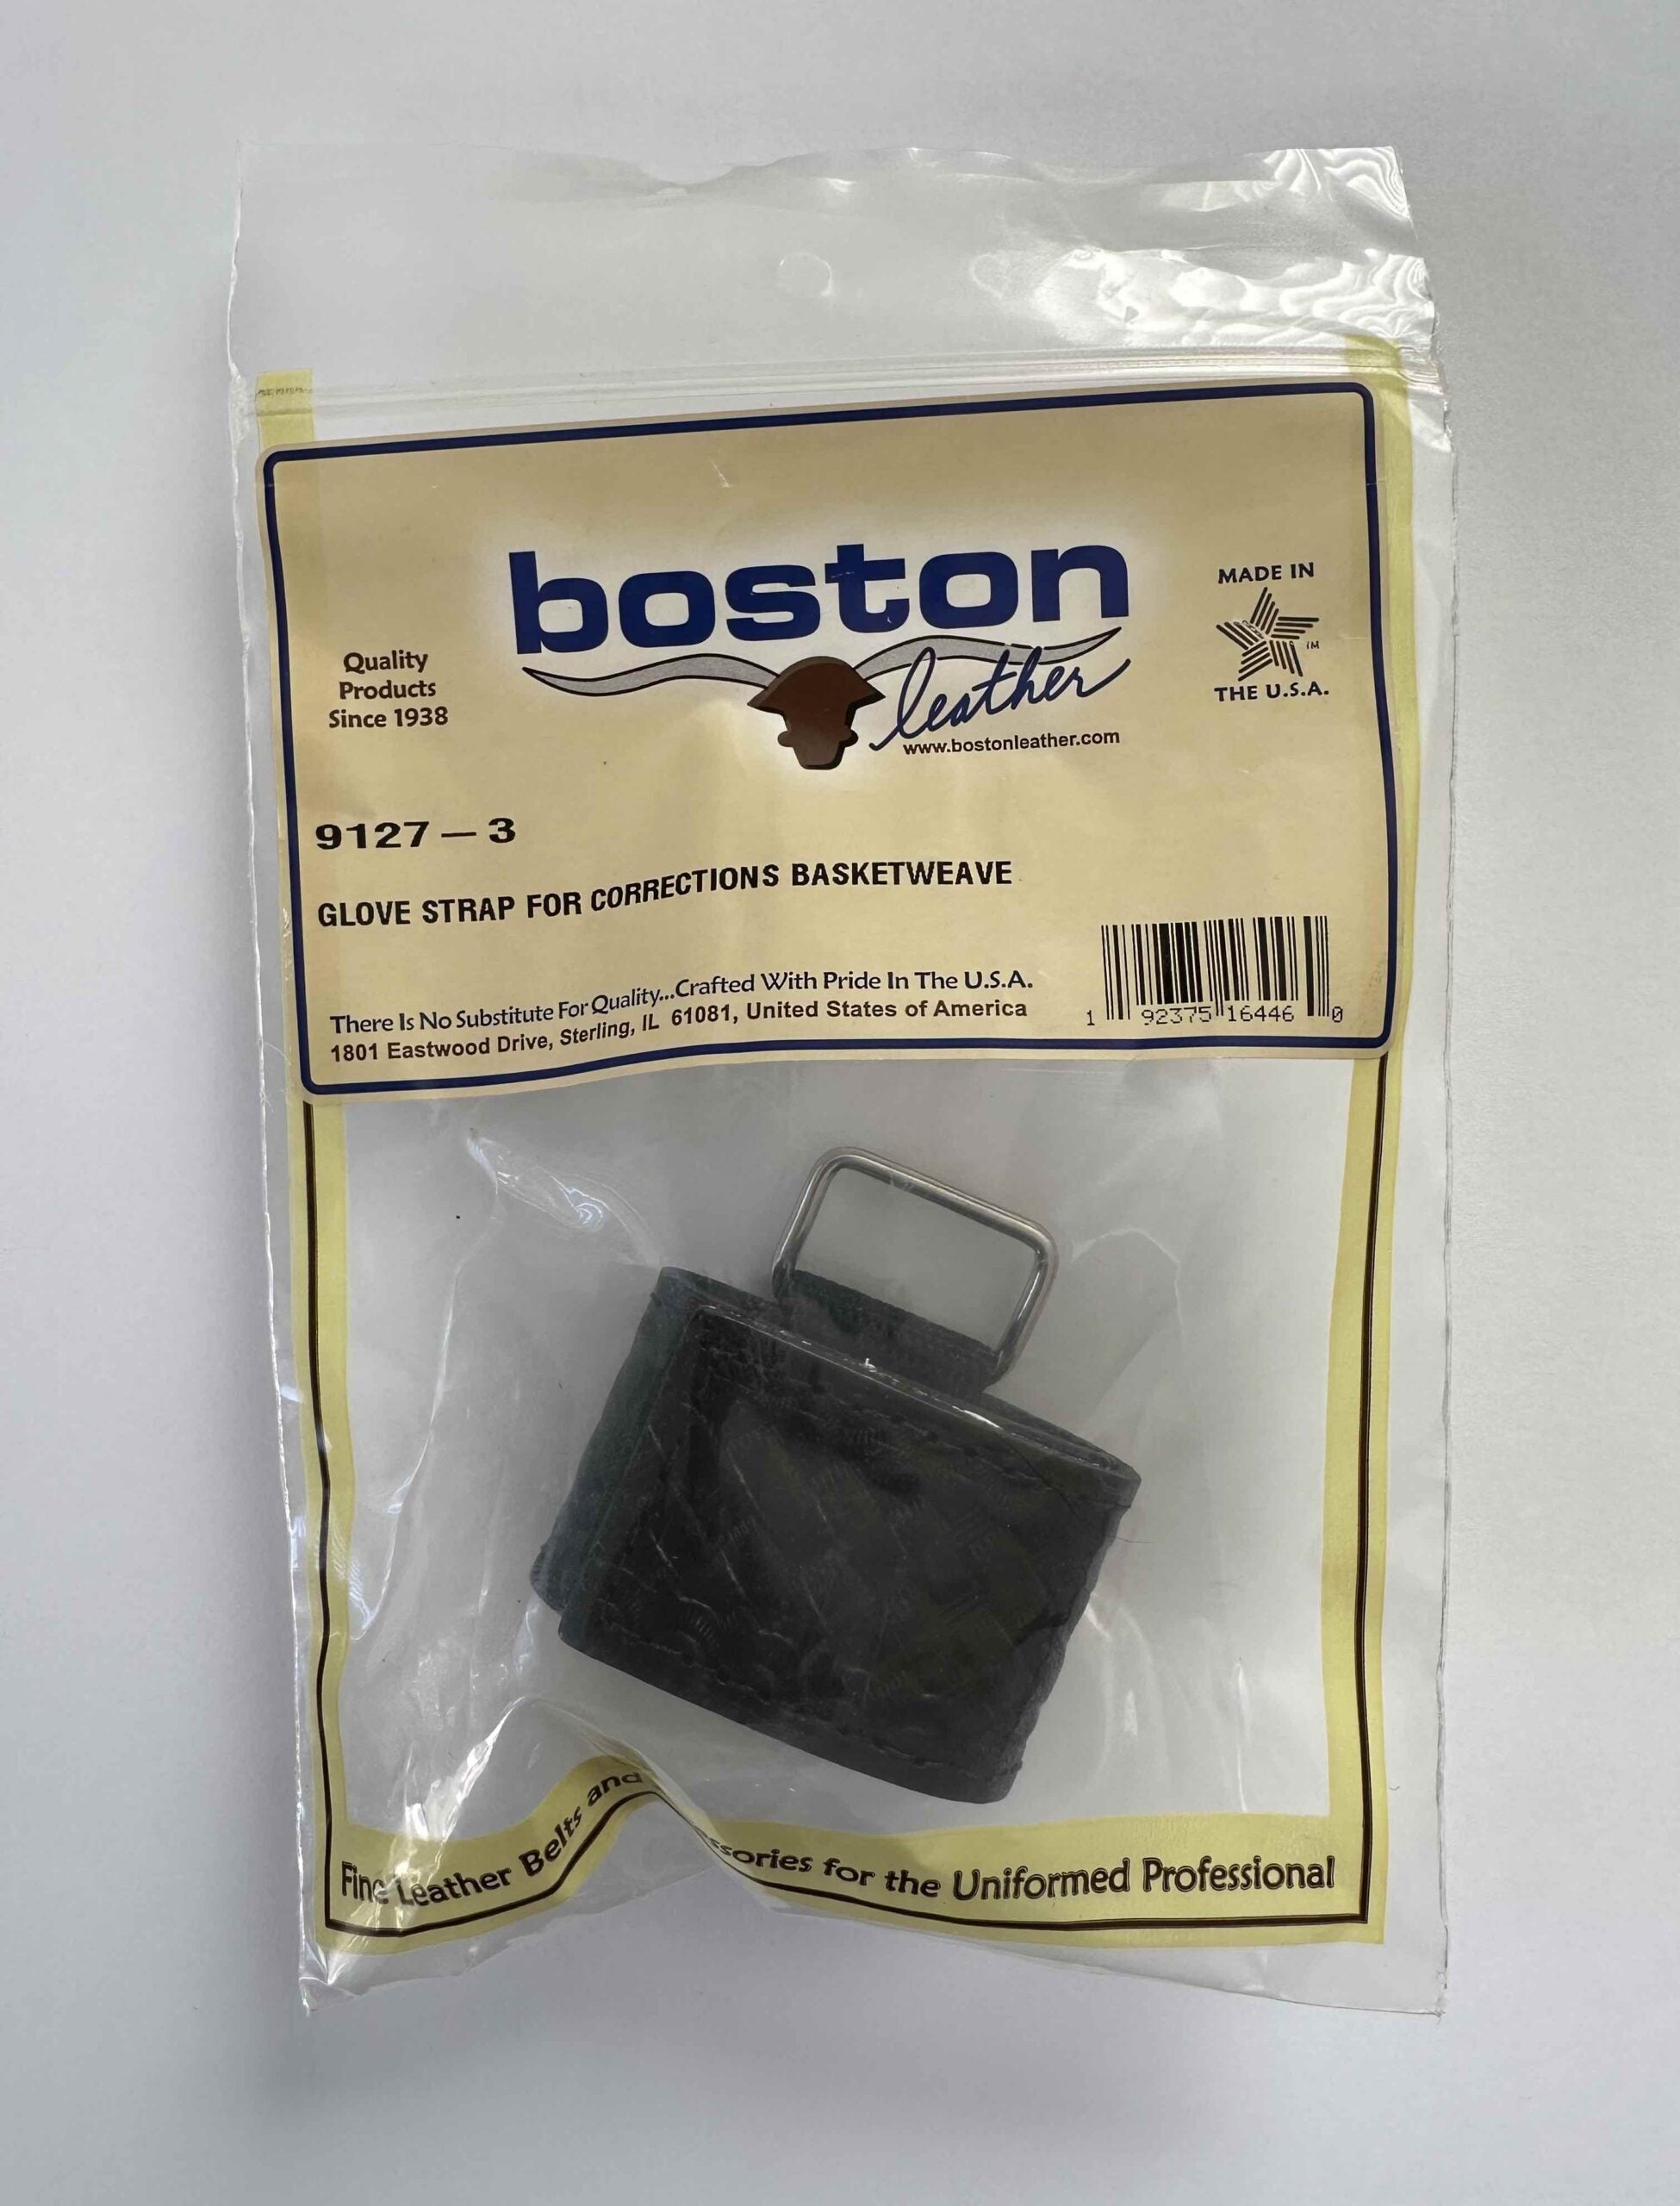 boston
leather
www.bostonleather.com
Quality
Products
Since 1938
MADE IN
TM
THE U.S.A.
9127-3
GLOVE STRAP FOR CORRECTIONS BASKETWEAVE
There Is No Substitute For Quality...Crafted With Pride In The U.S.A.
1801 Eastwood Drive, Sterling, IL 61081, United States of America
1 92375 16446 0
Fine Leather Belts and ssories for the Uniformed Professional